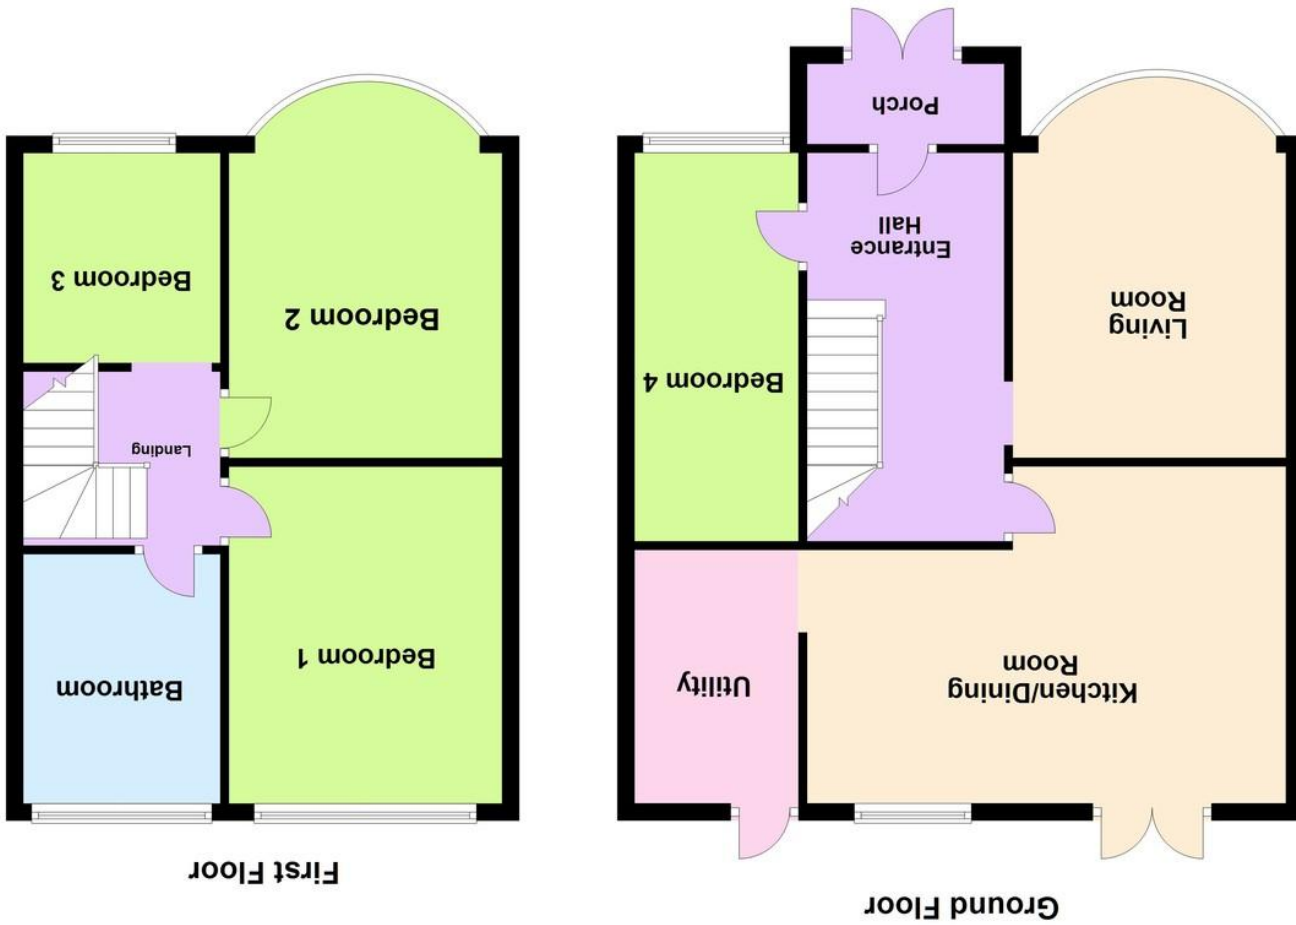 Ground Floor
Kitchen/Dining
Room
Utility
Bedroom 4
Living
Room
Entrance
Hall
Porch
First Floor
Bedroom 1
Bathroom
Landing
Bedroom 2
Bedroom 3